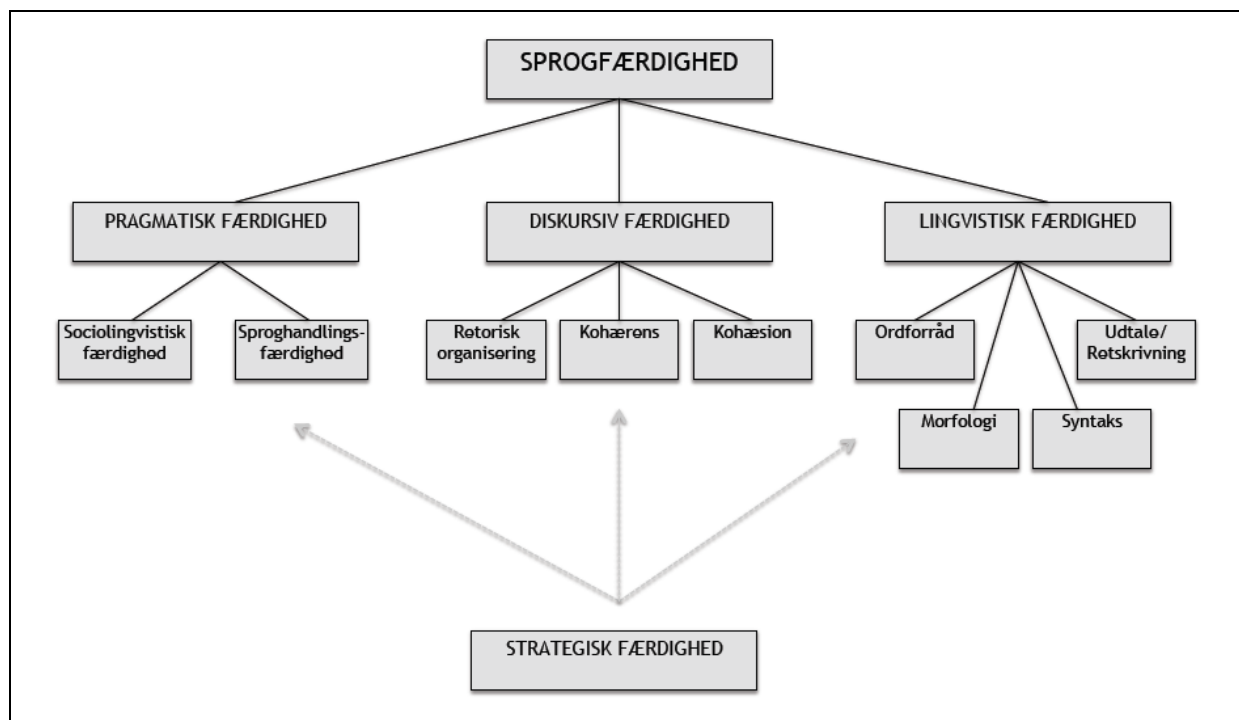 SPROGFÆRDIGHED
PRAGMATISK FÆRDIGHED
DISKURSIV FÆRDIGHED
LINGVISTISK FÆRDIGHED
Sociolingvistisk
færdighed
Sproghandlings-
færdighed
Retorisk
organisering
Kohærens
Kohæsion
Ordforråd
Udtale/
Retskrivning
Morfologi
Syntaks
STRATEGISK FÆRDIGHED